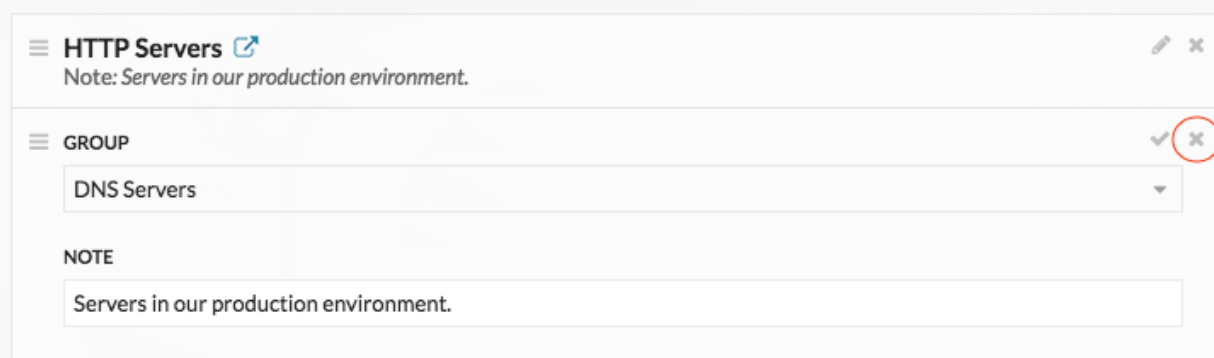 HTTP Servers
Note: Servers in our production environment.
GROUP
DNS Servers
NOTE
Servers in our production environment.